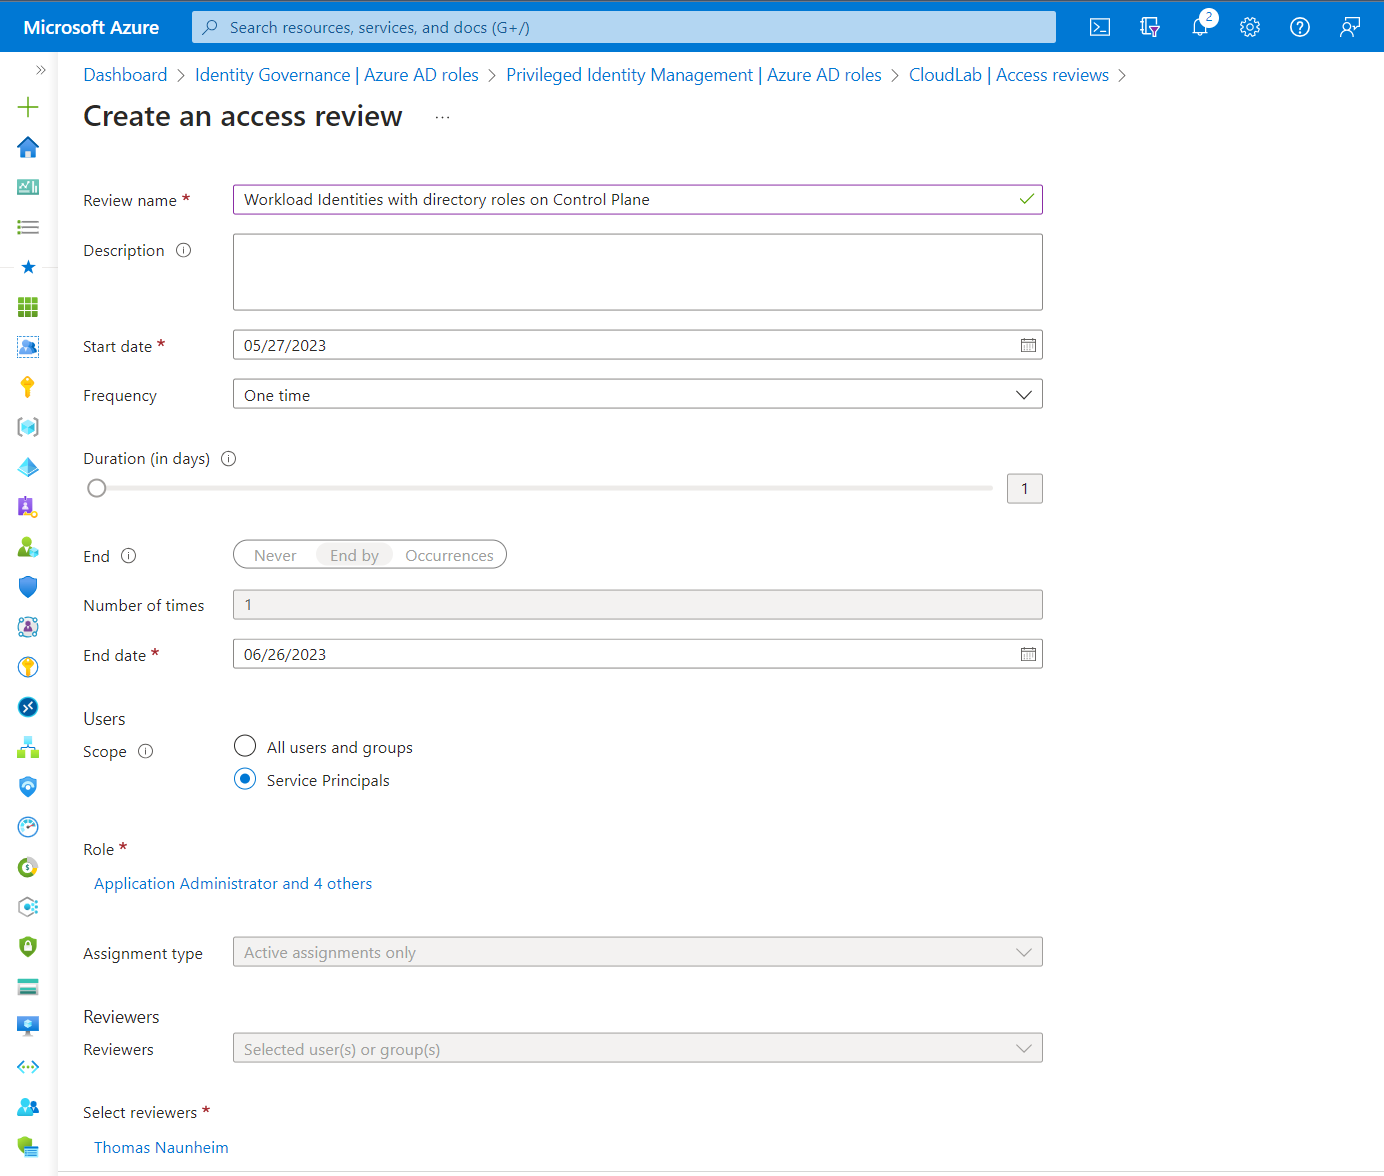 Microsoft Azure
Search resources, services, and docs (G+/)
2
Dashboard > Identity Governance | Azure AD roles > Privileged Identity Management | Azure AD roles > CloudLab | Access reviews >
Create an access review ...
Review name *
Workload Identities with directory roles on Control Plane
Description
Start date *
05/27/2023
Frequency
One time
Duration (in days)
1
End
Never End by Occurrences
Number of times
1
End date *
06/26/2023
Users
Scope
All users and groups
Service Principals
Role *
Application Administrator and 4 others
Assignment type
Active assignments only
Reviewers
Reviewers
Selected user(s) or group(s)
Select reviewers *
Thomas Naunheim